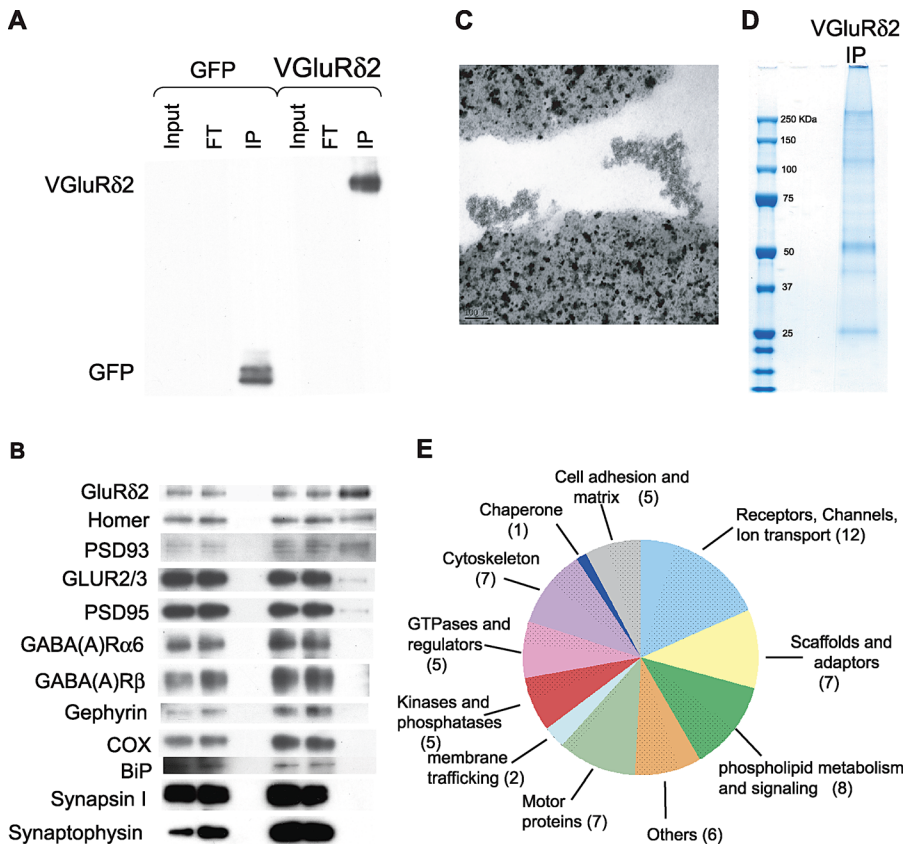 A
GFP
VGluRδ2
Input
FT
IP
Input
FT
IP
VGluRδ2
GFP
B
GluRδ2
Homer
PSD93
GLUR2/3
PSD95
GABA(A)Rα6
GABA(A)Rβ
Gephyrin
COX
BiP
Synapsin I
Synaptophysin
C
D
VGluRδ2
IP
250 KDa
150
100
75
50
37
25
E
Cell adhesion and
matrix (5)
Chaperone
(1)
Cytoskeleton
(7)
GTPases and
regulators
(5)
Kinases and
phosphatases
(5)
membrane
trafficking (2)
Motor
proteins (7)
Others (6)
phospholipid metabolism
and signaling (8)
Scaffolds and
adaptors
(7)
Receptors, Channels,
Ion transport (12)